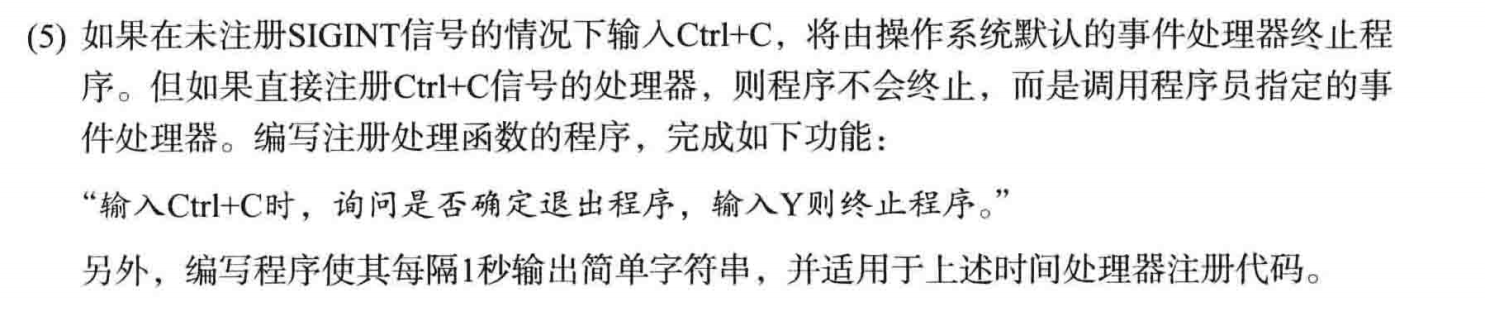 (5) 如果在未注册SIGINT信号的情况下输入Ctrl+C，将由操作系统默认的事件处理器终止程
序。但如果直接注册Ctrl+C信号的处理器，则程序不会终止，而是调用程序员指定的事
件处理器。编写注册处理函数的程序，完成如下功能：
“输入Ctrl+C时，询问是否确定退出程序，输入Y则终止程序。”
另外，编写程序使其每隔1秒输出简单字符串，并适用于上述时间处理器注册代码。